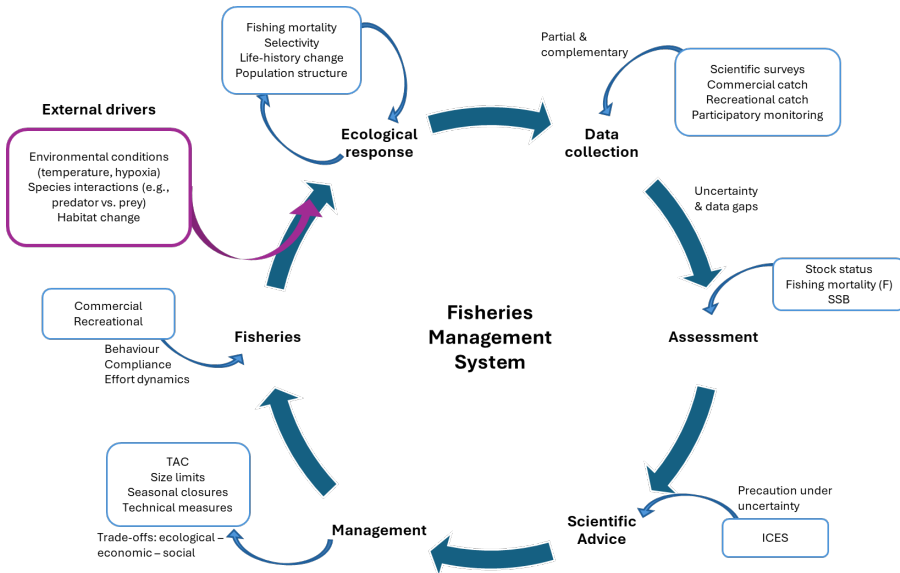 Fishing mortality
Selectivity
Life-history change
Population structure
Partial &
complementary
Scientific surveys
Commercial catch
Recreational catch
Participatory monitoring
External drivers
Environmental conditions
(temperature, hypoxia)
Species interactions (e.g.,
predator vs. prey)
Habitat change
Ecological
response
Data
collection
Uncertainty
& data gaps
Stock status
Fishing mortality (F)
SSB
Commercial
Recreational
Behaviour
Compliance
Effort dynamics
Fisheries
Fisheries
Management
System
Assessment
TAC
Size limits
Seasonal closures
Technical measures
Trade-offs: ecological –
economic – social
Management
Scientific
Advice
Precaution under
uncertainty
ICES